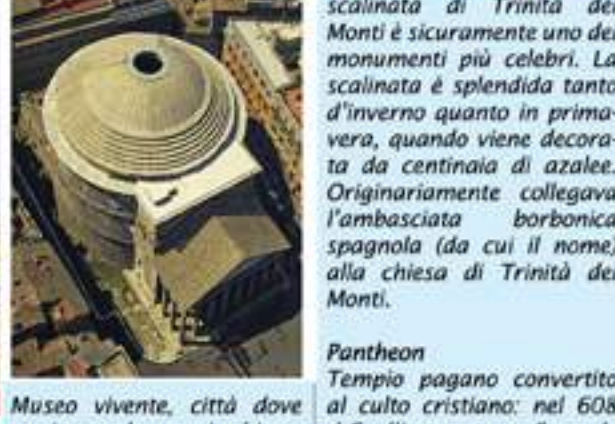 scalinata di Trinità dei
Monti è sicuramente uno dei
monumenti più celebri. La
scalinata è splendida tanto
d'inverno quanto in prima-
vera, quando viene decora-
ta da centinaia di azalee.
Originariamente collegava
l'ambasciata borbonica
spagnola (da cui il nome)
alla chiesa di Trinità dei
Monti.
Pantheon
Tempio pagano convertito
al culto cristiano: nel 608
Museo vivente, città dove